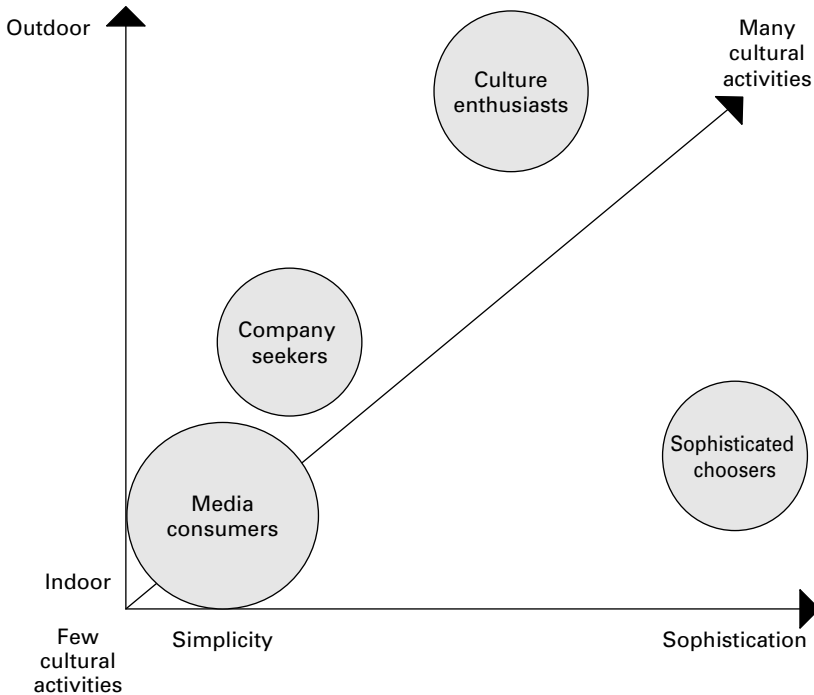 Outdoor
Many
cultural
activities
Culture
enthusiasts
Company
seekers
Sophisticated
choosers
Media
consumers
Indoor
Few
cultural
activities
Simplicity
Sophistication